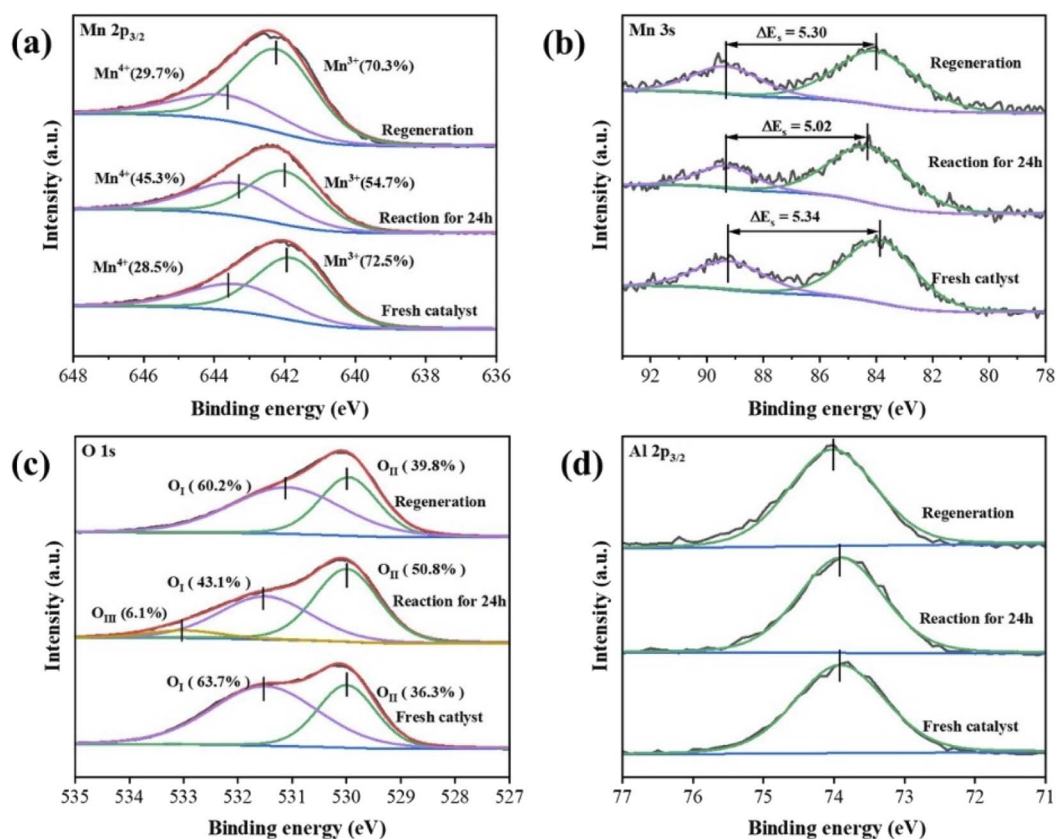 (a)
Mn 2p3/2
Mn4+(29.7%)
Mn3+(70.3%)
Regeneration
Mn4+(45.3%)
Mn3+(54.7%)
Reaction for 24h
Mn4+(28.5%)
Mn3+(72.5%)
Fresh catalyst
648 646 644 642 640 638 636
Binding energy (eV)
Intensity (a.u.)
(b)
Mn 3s
ΔEs = 5.30
Regeneration
ΔEs = 5.02
Reaction for 24h
ΔEs = 5.34
Fresh catlyst
92 90 88 86 84 82 80 78
Binding energy (eV)
Intensity (a.u.)
(c)
O 1s
OI ( 60.2%)
OII ( 39.8%)
Regeneration
OI ( 43.1%)
OII ( 50.8%)
OIII (6.1%)
Reaction for 24h
OI ( 63.7%)
OII ( 36.3%)
Fresh catlyst
535 534 533 532 531 530 529 528 527
Binding energy (eV)
Intensity (a.u.)
(d)
Al 2p3/2
Regeneration
Reaction for 24h
Fresh catalyst
77 76 75 74 73 72 71
Binding energy (eV)
Intensity (a.u.)